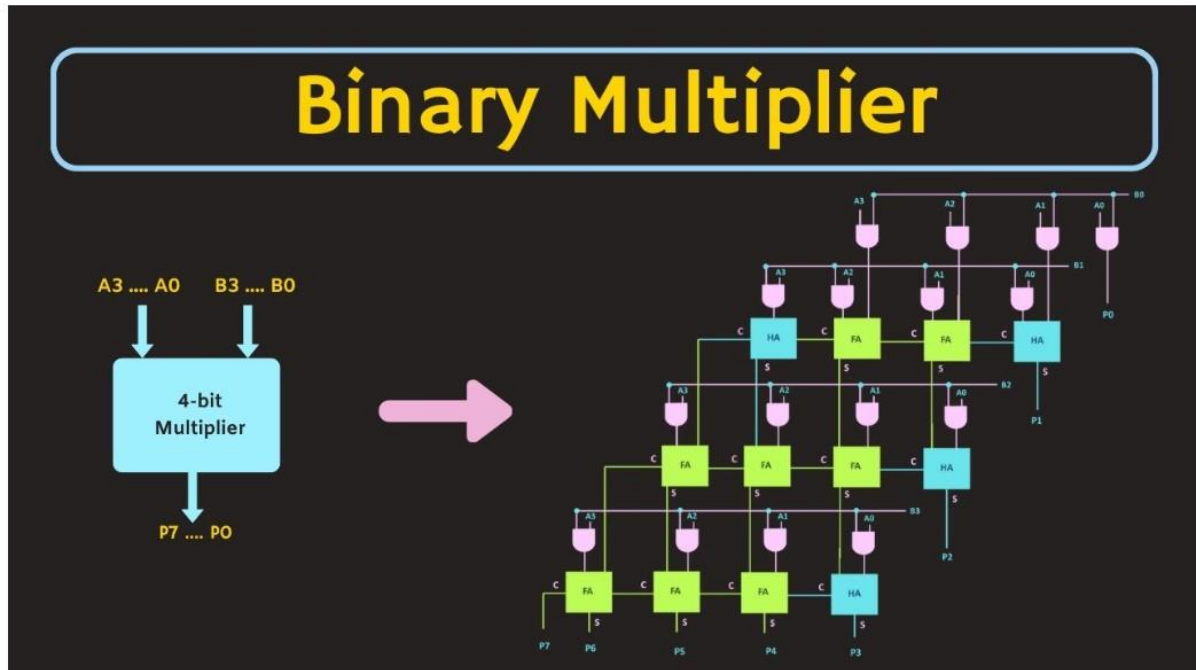 Binary Multiplier
A3 .... A0 B3 .... B0
4-bit
Multiplier
P7 .... P0
A3 A2 A1 A0 B0
A3 A2 A1 A0 B1
P0
C HA C FA C FA HA
S S
P1
A3 A2 A1 A0 B2
C FA C FA C FA C HA
S S
P2
A3 A2 A1 A0 B3
C FA C FA C FA C HA
S S S S
P7 P6 P5 P4 P3